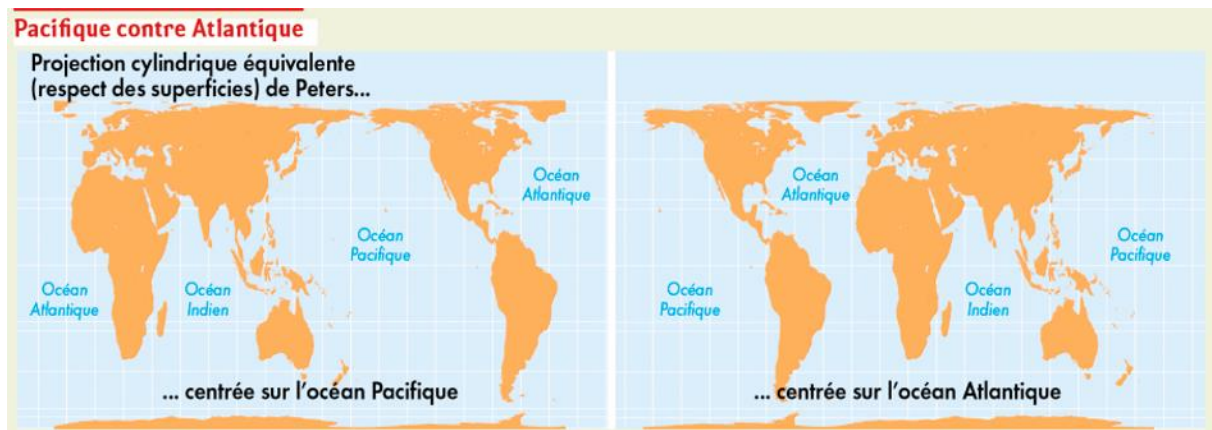 Pacifique contre Atlantique
Projection cylindrique équivalente
(respect des superficies) de Peters...
Océan
Atlantique
Océan
Pacifique
Océan
Atlantique
Océan
Indien
... centrée sur l'océan Pacifique
Océan
Atlantique
Océan
Pacifique
Océan
Pacifique
Océan
Indien
... centrée sur l'océan Atlantique